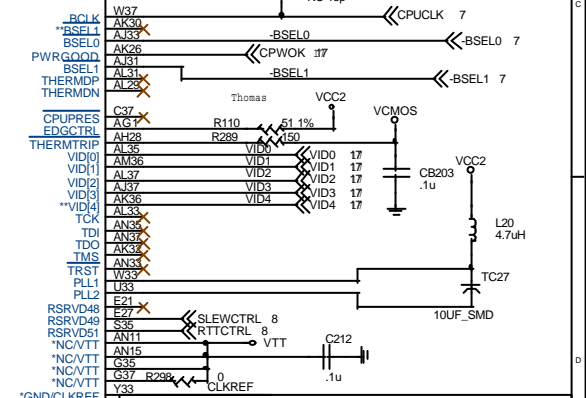 BCLK W37 CPUCLK 7
**BSEL1 AK30
BSEL0 AJ33 -BSEL0 -BSEL0 7
PWRGOOD AK26 CPWOK 17
BSEL1 AJ31
THERMDP AL31 -BSEL1 -BSEL1 7
THERMDN AL29
Thomas VCC2
VCMOS
CPUPRES C37
EDGCTRL AG1 R110 51 1%
THERMTRIP AH28 R289 150
VID[0] AL35 VID0 VID0 17
VID[1] AM36 VID1 VID1 17
VCC2
VID[2] AL37 VID2 VID2 17
CB203
.1u
VID[3] AJ37 VID3 VID3 17
**VID[4] AK36 VID4 VID4 17
TCK AL33
L20
4.7uH
TDI AN35
TDO AN37
TMS AK32
TRST AN33
PLL1 W33
TC27
PLL2 U33
RSRVD48 E21
10UF_SMD
RSRVD49 E27 SLEWCTRL 8
RSRVD51 S35 RTTCTRL 8
*NC/VTT AN11 VTT
C212
*NC/VTT AN15
*NC/VTT G35
.1u
*NC/VTT G37 R298 0
CLKREF
*GND/CLKREF Y33
C
D